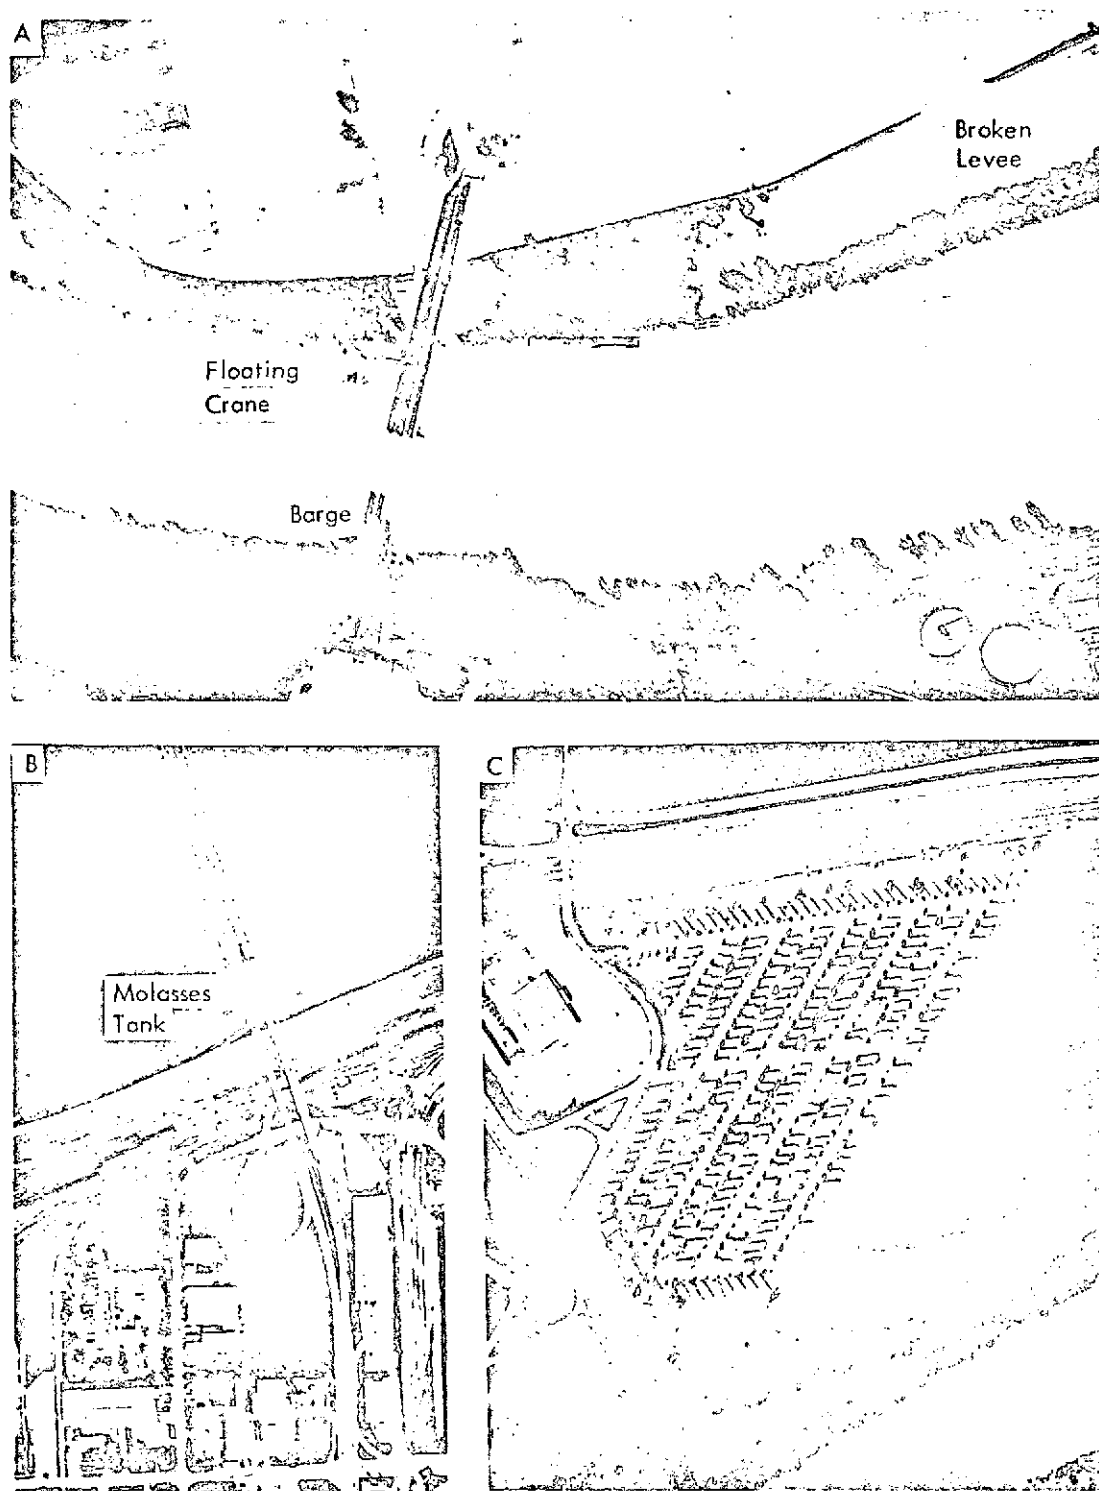 A
Broken
Levee
Floating
Crane
Barge
B
Molasses
Tank
C